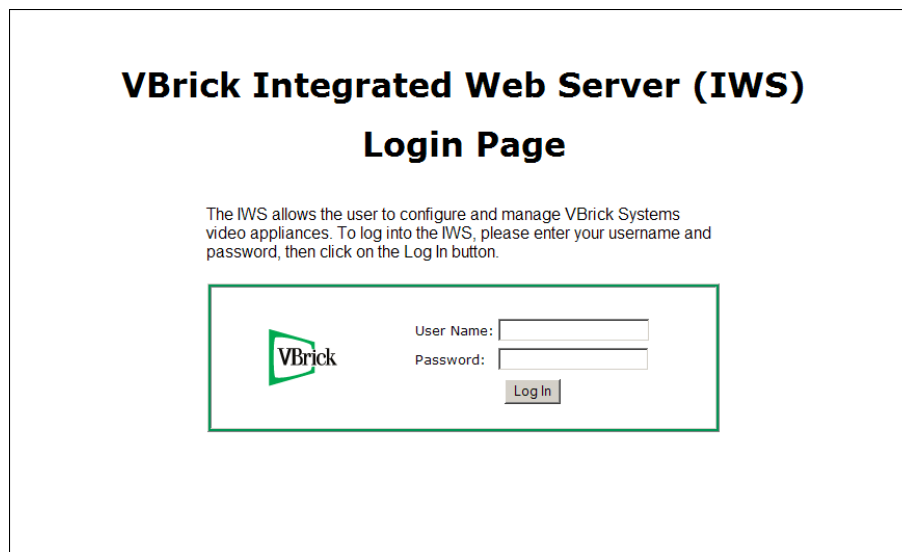 VBrick Integrated Web Server (IWS)
Login Page
The IWS allows the user to configure and manage VBrick Systems
video appliances. To log into the IWS, please enter your username and
password, then click on the Log In button.
VBrick
User Name:
Password:
Log In